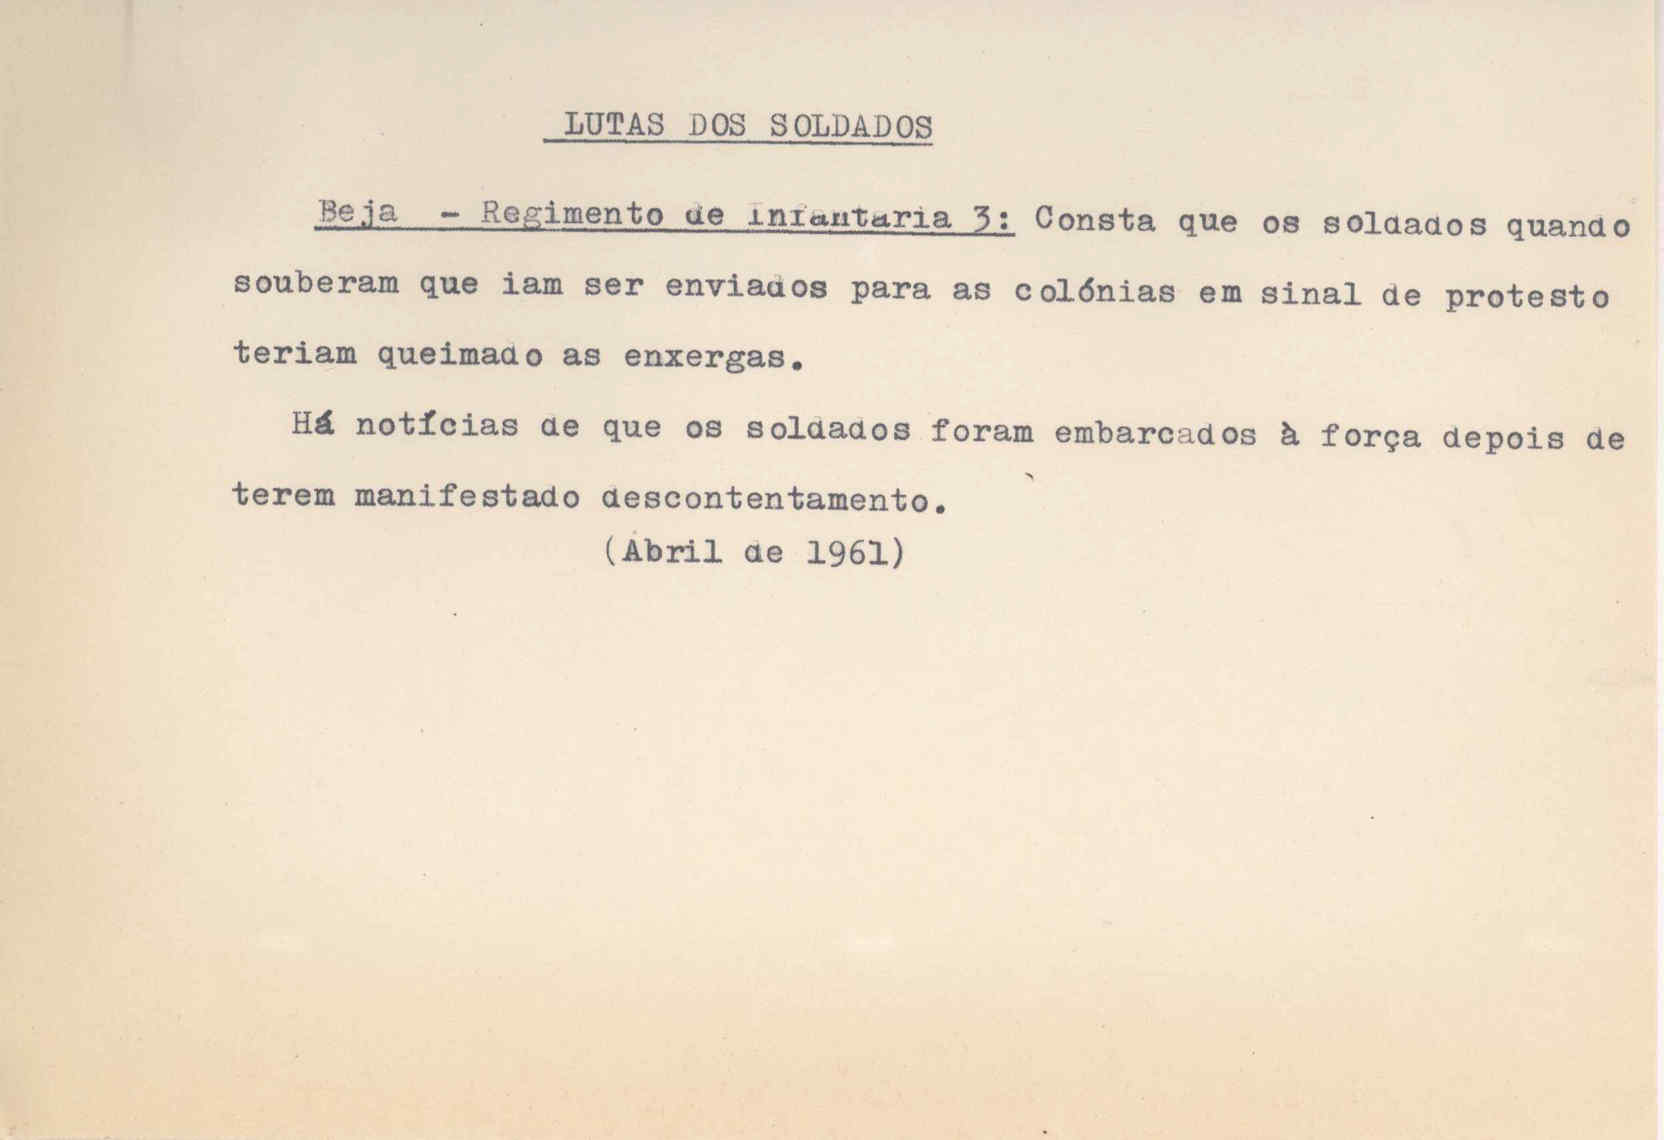 LUTAS DOS SOLDADOS
Beja - Regimento de Infantaria 3: Consta que os soldados quando
souberam que iam ser enviados para as colónias em sinal de protesto
teriam queimado as enxergas.
Há notícias de que os soldados foram embarcados à força depois de
terem manifestado descontentamento.
(Abril de 1961)